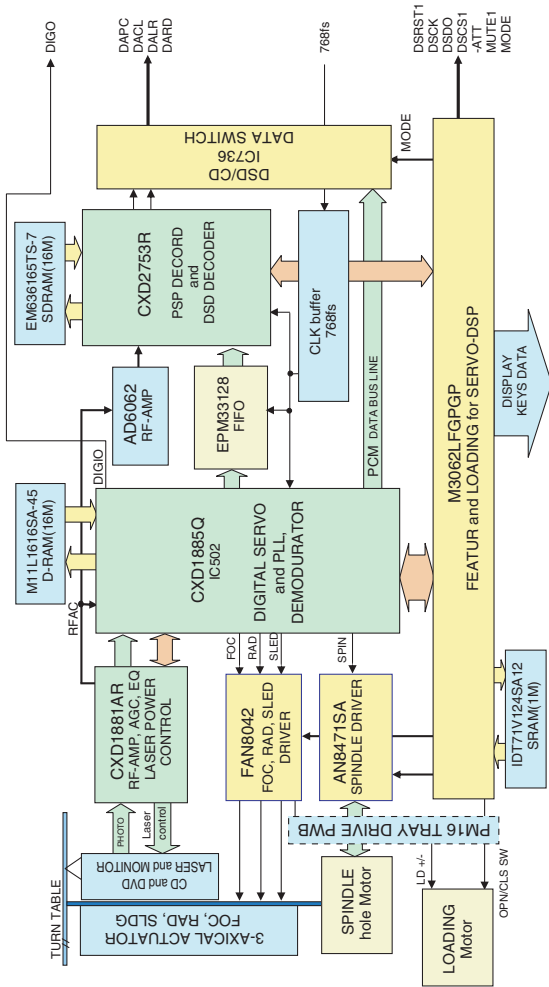 TURN TABLE
CD and DVD
LASER and MONITOR
3-AXICAL ACTUATOR
FOC, RAD, SLDG
PHOTO
Laser
control
CXD1881AR
RF-AMP, AGC, EQ
LASER POWER
CONTROL
RFAC
M11L1616SA-45
D-RAM(16M)
DIGIO
DIGO
EM636165TS-7
SDRAM(16M)
AD6062
RF-AMP
CXD1885Q
IC502
DIGITAL SERVO
and PLL,
DEMODURATOR
EPM33128
FIFO
CXD2753R
PSP DECORD
and
DSD DECODER
DSD/CD
IC736
DATA SWITCH
DAPC
DACL
DALR
DARD
768fs
CLK buffer
768fs
PCM DATA BUS LINE
MODE
FOC
RAD
SLED
SPIN
FAN8042
FOC, RAD, SLED
DRIVER
AN8471SA
SPINDLE DRIVER
SPINDLE
hole Motor
PM16 TRAY DRIVE PWB
LD +/-
OPN/CLS SW
LOADING
Motor
IDT71V124SA12
SRAM(1M)
M3062LFGPGP
FEATUR and LOADING for SERVO-DSP
DISPLAY
KEYS DATA
DSRST1
DSCK
DSDO
DSCS1
-ATT
MUTE1
MODE